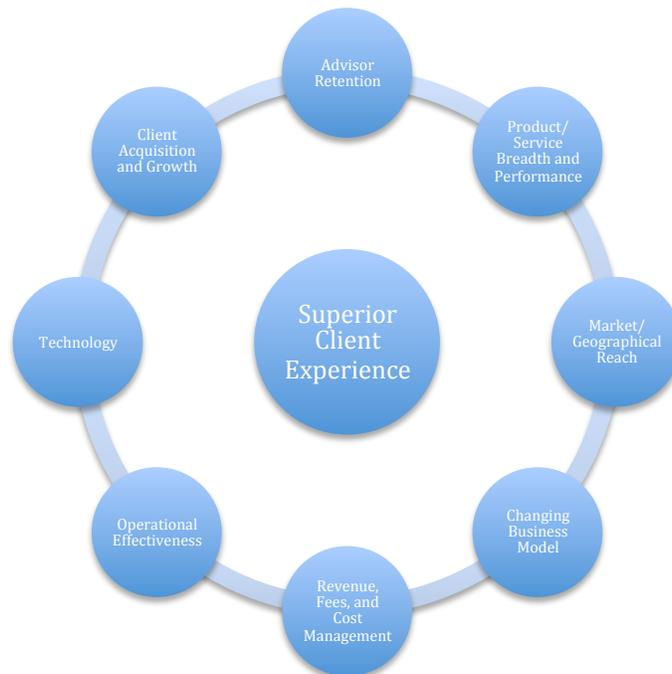 Advisor
Retention
Product/
Service
Breadth and
Performance
Market/
Geographical
Reach
Changing
Business
Model
Revenue,
Fees, and
Cost
Management
Operational
Effectiveness
Technology
Client
Acquisition
and Growth
Superior
Client
Experience